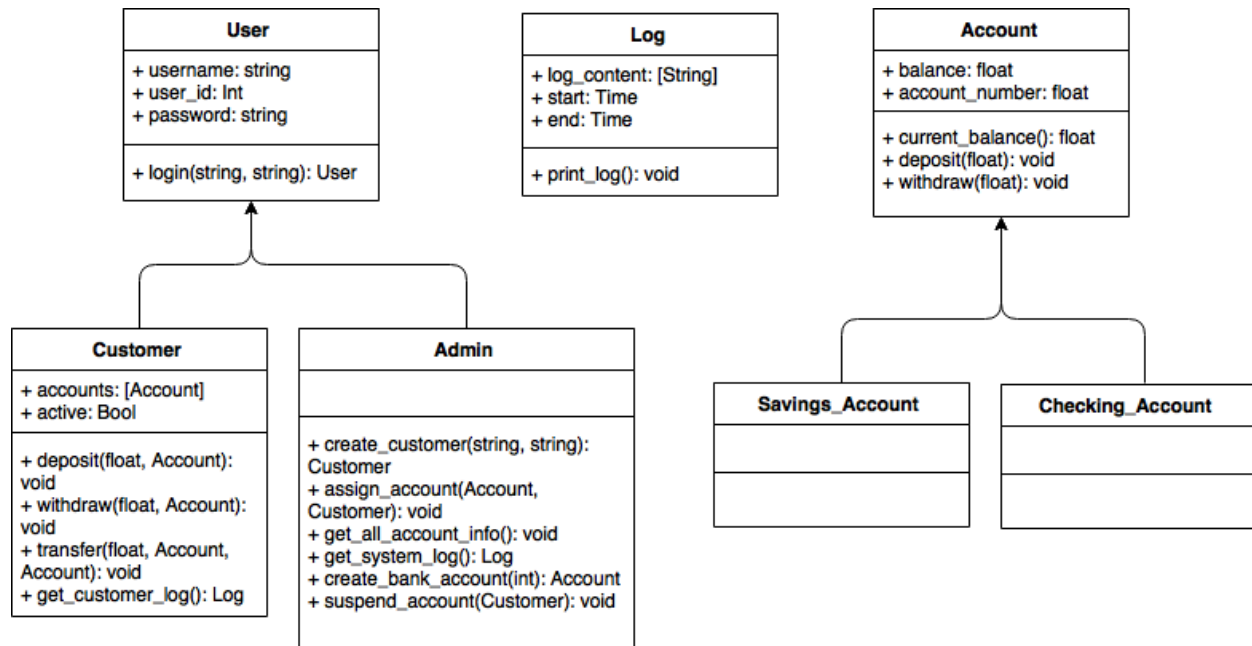 User
+ username: string
+ user_id: Int
+ password: string
+ login(string, string): User
Log
+ log_content: [String]
+ start: Time
+ end: Time
+ print_log(): void
Account
+ balance: float
+ account_number: float
+ current_balance(): float
+ deposit(float): void
+ withdraw(float): void
Customer
+ accounts: [Account]
+ active: Bool
+ deposit(float, Account):
void
+ withdraw(float, Account):
void
+ transfer(float, Account,
Account): void
+ get_customer_log(): Log
Admin
+ create_customer(string, string):
Customer
+ assign_account(Account,
Customer): void
+ get_all_account_info(): void
+ get_system_log(): Log
+ create_bank_account(int): Account
+ suspend_account(Customer): void
Savings_Account
Checking_Account